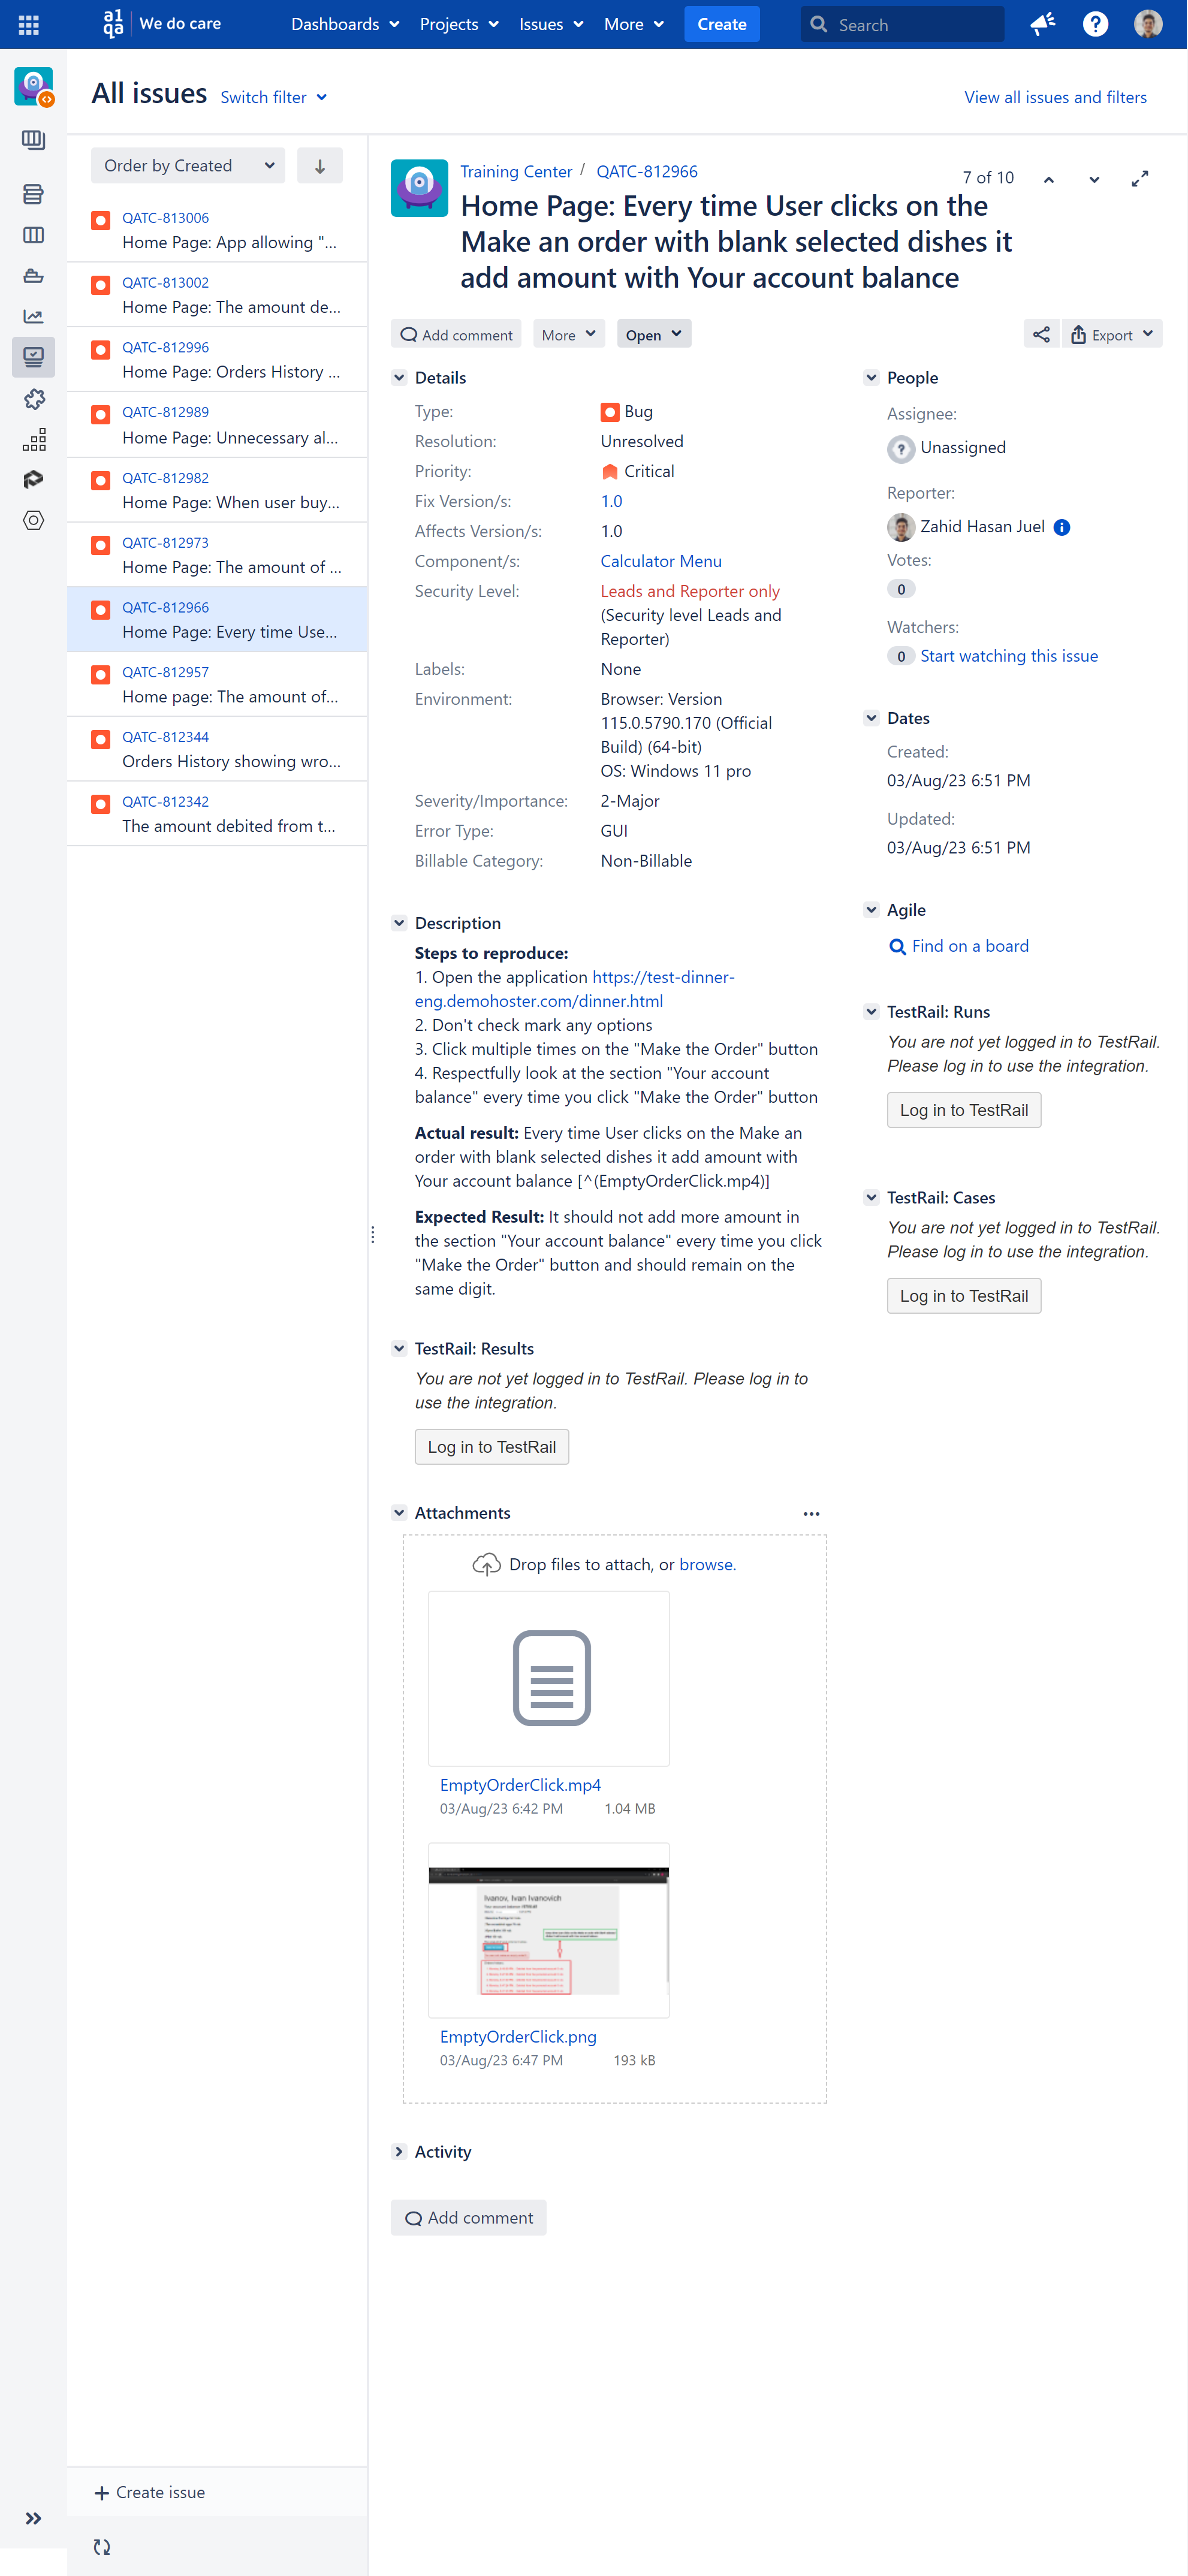 a1qa We do care Dashboards Projects Issues More Create Search
All issues Switch filter View all issues and filters
Order by Created
QATC-813006
Home Page: App allowing "...
QATC-813002
Home Page: The amount de...
QATC-812996
Home Page: Orders History ...
QATC-812989
Home Page: Unnecessary al...
QATC-812982
Home Page: When user buy...
QATC-812973
Home Page: The amount of ...
QATC-812966
Home Page: Every time Use...
QATC-812957
Home page: The amount of...
QATC-812344
Orders History showing wro...
QATC-812342
The amount debited from t...
Create issue
Training Center / QATC-812966
7 of 10
Home Page: Every time User clicks on the
Make an order with blank selected dishes it
add amount with Your account balance
Add comment More Open Export
Details
Type: Bug
Resolution: Unresolved
Priority: Critical
Fix Version/s: 1.0
Affects Version/s: 1.0
Component/s: Calculator Menu
Security Level: Leads and Reporter only
(Security level Leads and
Reporter)
Labels: None
Environment: Browser: Version
115.0.5790.170 (Official
Build) (64-bit)
OS: Windows 11 pro
Severity/Importance: 2-Major
Error Type: GUI
Billable Category: Non-Billable
Description
Steps to reproduce:
1. Open the application https://test-dinner-
eng.demohoster.com/dinner.html
2. Don't check mark any options
3. Click multiple times on the "Make the Order" button
4. Respectfully look at the section "Your account
balance" every time you click "Make the Order" button
Actual result: Every time User clicks on the Make an
order with blank selected dishes it add amount with
Your account balance [^(EmptyOrderClick.mp4)]
Expected Result: It should not add more amount in
the section "Your account balance" every time you click
"Make the Order" button and should remain on the
same digit.
TestRail: Results
You are not yet logged in to TestRail. Please log in to
use the integration.
Log in to TestRail
Attachments
Drop files to attach, or browse.
EmptyOrderClick.mp4
03/Aug/23 6:42 PM 1.04 MB
Ivanov, Ivan Ivanovich
EmptyOrderClick.png
03/Aug/23 6:47 PM 193 kB
Activity
Add comment
People
Assignee:
Unassigned
Reporter:
Zahid Hasan Juel
Votes:
0
Watchers:
0 Start watching this issue
Dates
Created:
03/Aug/23 6:51 PM
Updated:
03/Aug/23 6:51 PM
Agile
Find on a board
TestRail: Runs
You are not yet logged in to TestRail.
Please log in to use the integration.
Log in to TestRail
TestRail: Cases
You are not yet logged in to TestRail.
Please log in to use the integration.
Log in to TestRail